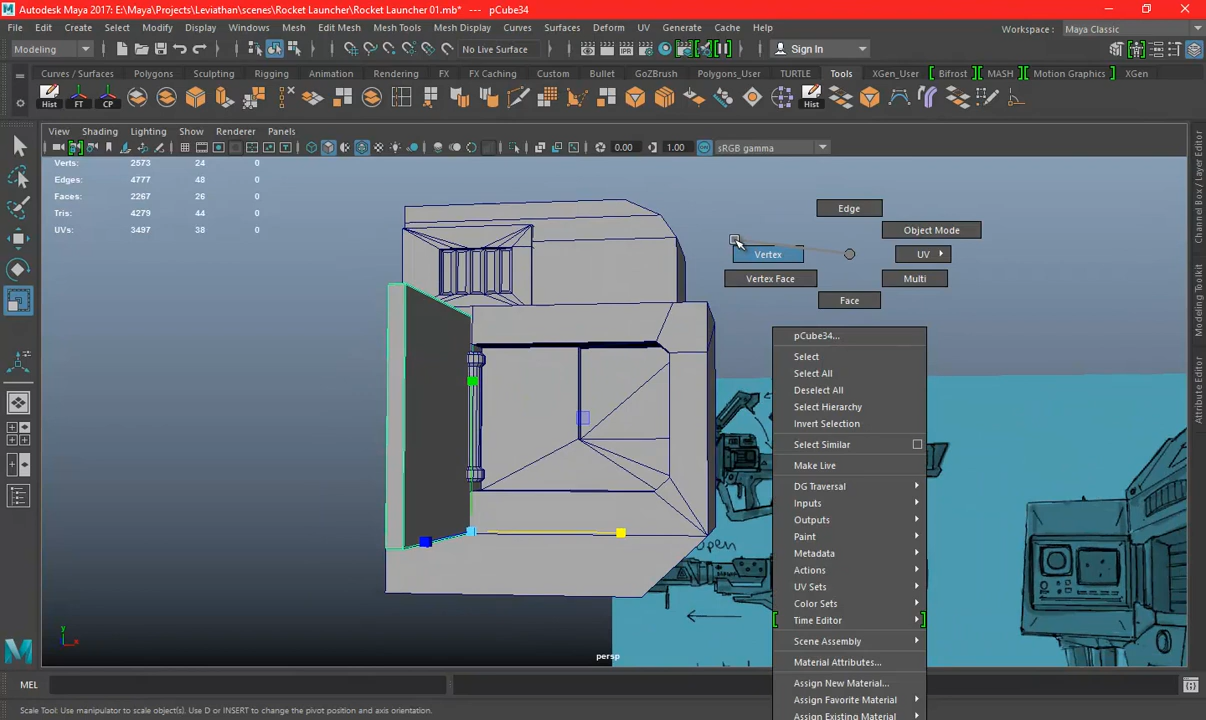 Autodesk Maya 2017: E:\Maya\Projects\Leviathan\scenes\Rocket Launcher\Rocket Launcher 01.mb* --- pCube34
File Edit Create Select Modify Display Windows Mesh Edit Mesh Mesh Tools Mesh Display Curves Surfaces Deform UV Generate Cache Help Workspace : Maya Classic
Modeling No Live Surface Sign In
Curves / Surfaces Polygons Sculpting Rigging Animation Rendering FX FX Caching Custom Bullet GoZBrush Polygons_User TURTLE Tools XGen_User Bifrost MASH Motion Graphics XGen
Hist FT CP Hist
View Shading Lighting Show Renderer Panels
0.00 1.00 sRGB gamma
Verts: 2573 24 0
Edges: 4777 48 0
Faces: 2267 26 0
Tris: 4279 44 0
UVs: 3497 38 0
Edge
Object Mode
Vertex UV
Vertex Face Multi
Face
pCube34...
Select
Select All
Deselect All
Select Hierarchy
Invert Selection
Select Similar
Make Live
DG Traversal
Inputs
Outputs
Paint
Metadata
Actions
UV Sets
Color Sets
Time Editor
Scene Assembly
Material Attributes...
Assign New Material...
Assign Favorite Material
Assign Existing Material
open
y
x
persp
Channel Box / Layer Editor
Modeling Toolkit
Attribute Editor
MEL
Scale Tool: Use manipulator to scale object(s). Use D or INSERT to change the pivot position and axis orientation.